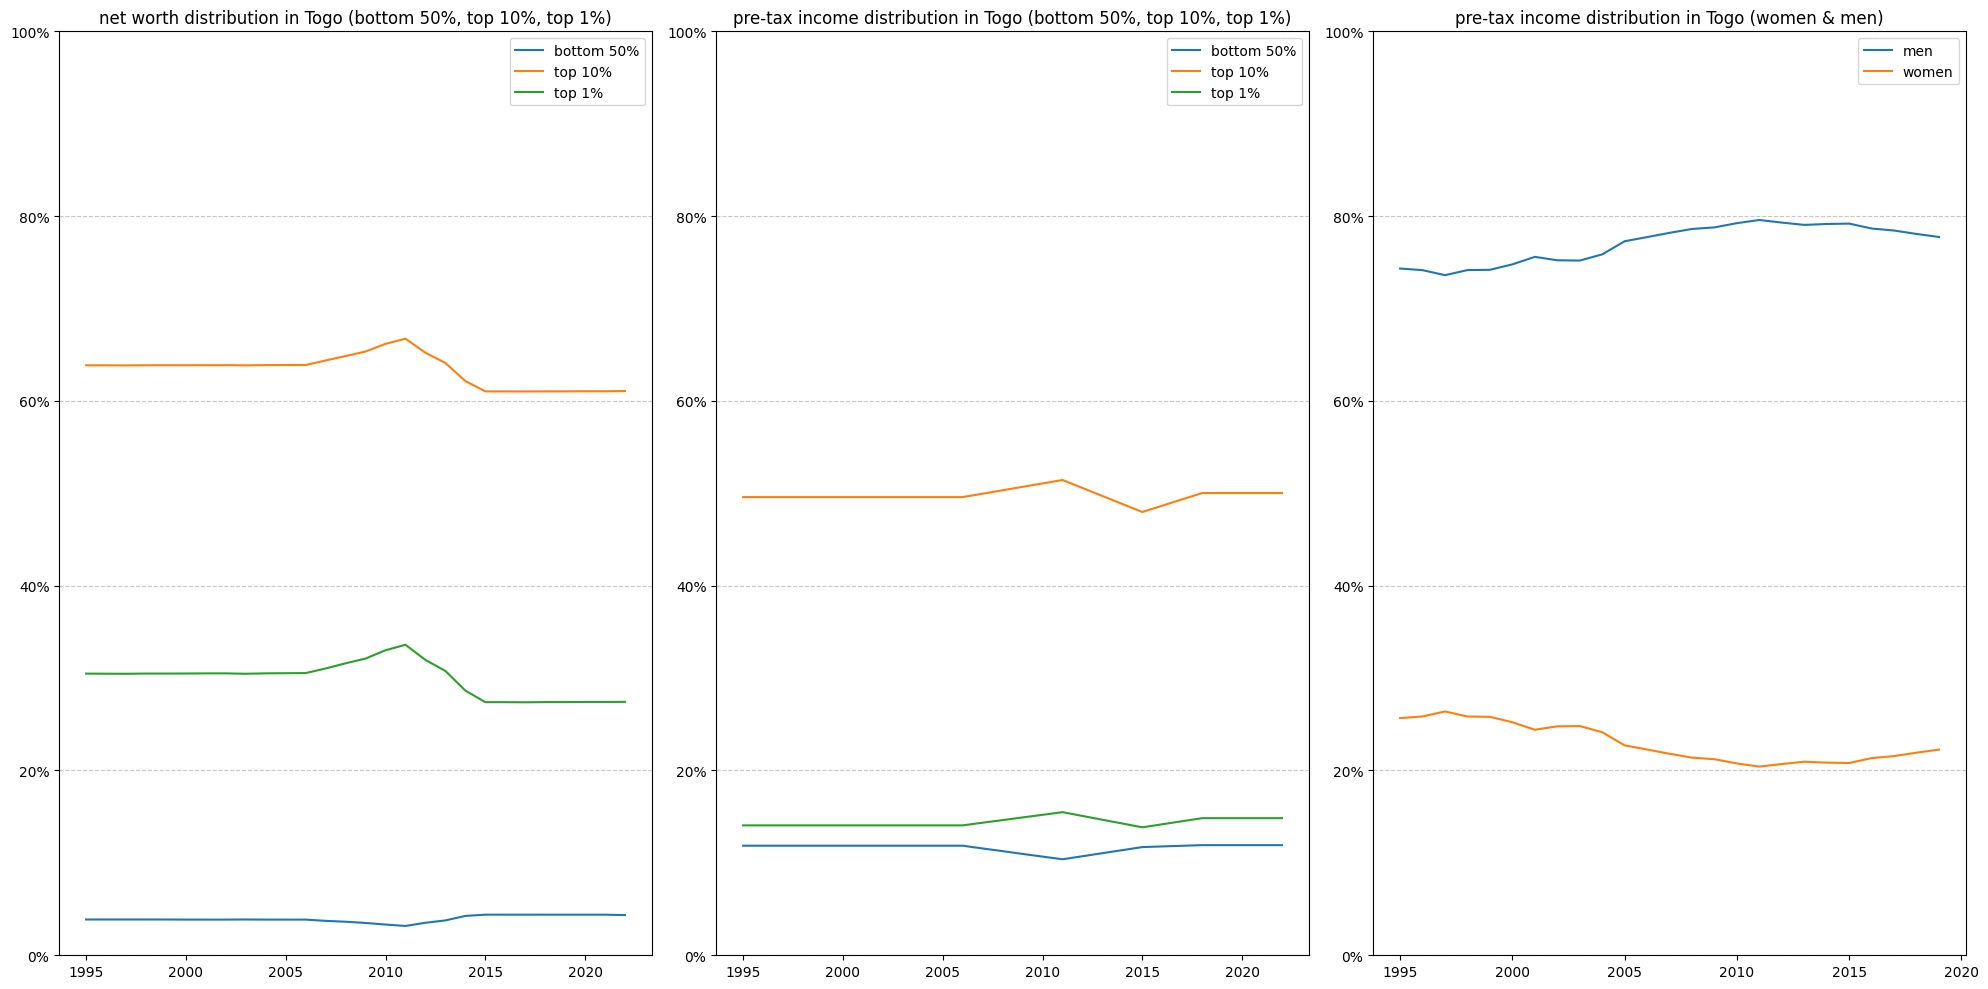 net worth distribution in Togo (bottom 50%, top 10%, top 1%)
100%
80%
60%
40%
20%
0%
1995 2000 2005 2010 2015 2020
bottom 50%
top 10%
top 1%
pre-tax income distribution in Togo (bottom 50%, top 10%, top 1%)
100%
80%
60%
40%
20%
0%
1995 2000 2005 2010 2015 2020
bottom 50%
top 10%
top 1%
pre-tax income distribution in Togo (women & men)
100%
80%
60%
40%
20%
0%
1995 2000 2005 2010 2015 2020
men
women